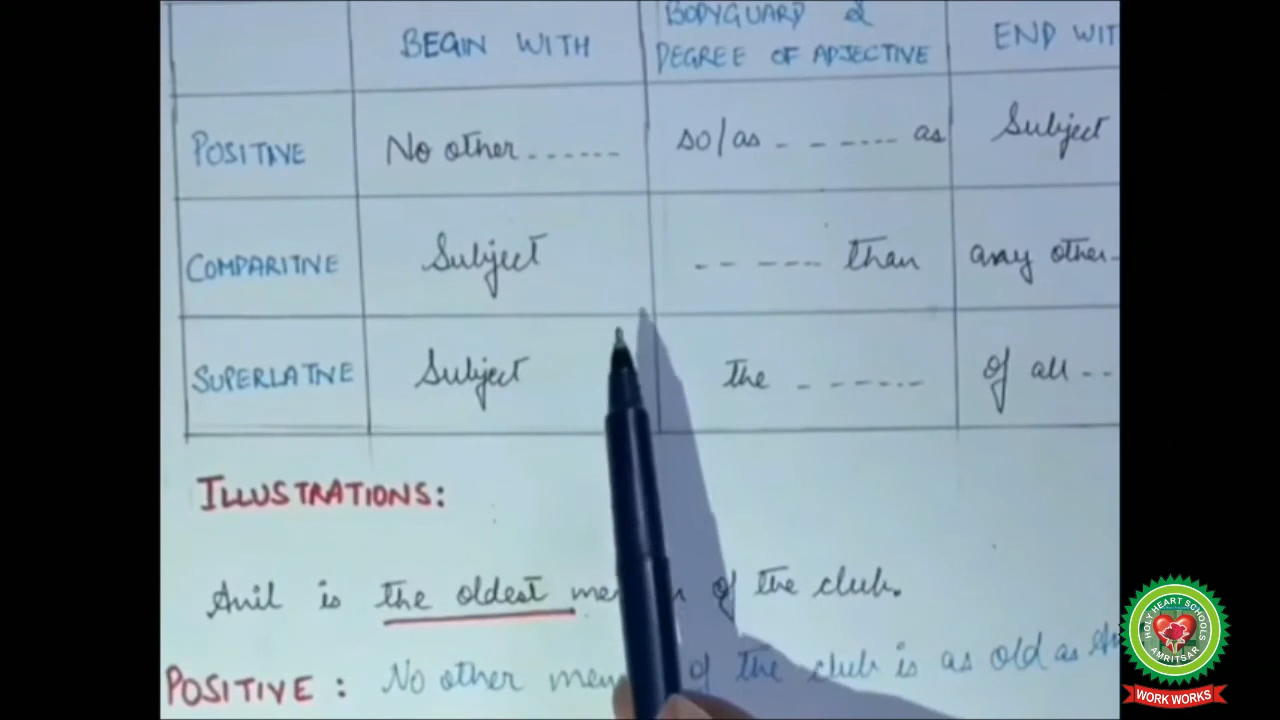 BEGIN WITH
BODYGUARD &
DEGREE OF ADJECTIVE
END WIT
POSITIVE No other ...... so/as - - - ..... as Subject
COMPARITIVE Subject -- --... than any other
SUPERLATIVE Subject the - - - - - - of all --
ILLUSTRATIONS:
Anil is the oldest of the club.
POSITIVE: No other of the club is as old as
HOLY HEART SCHOOLS
AMRITSAR
WORK WORKS